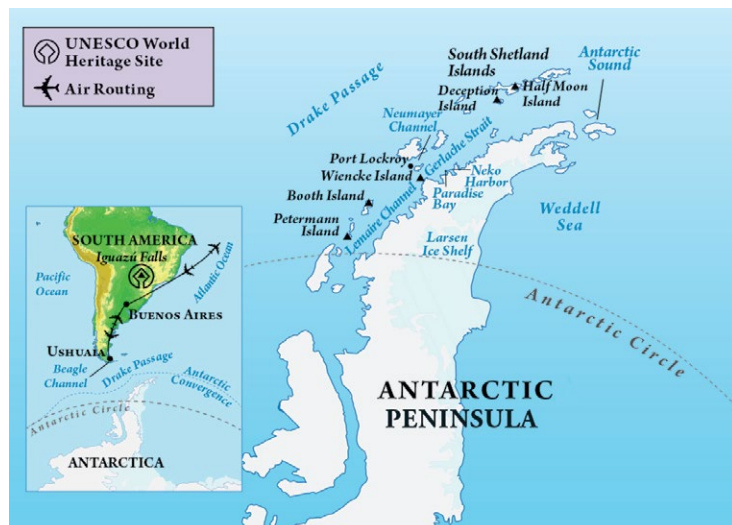 UNESCO World
Heritage Site
Air Routing
Drake Passage
South Shetland
Islands
Antarctic
Sound
Deception
Island
Half Moon
Island
Neumayer
Channel
Gerlache Strait
Port Lockroy
Wiencke Island
Neko
Harbor
Paradise
Bay
Booth Island
Lemaire Channel
Petermann
Island
Weddell
Sea
Larsen
Ice Shelf
Antarctic Circle
ANTARCTIC
PENINSULA
SOUTH AMERICA
Iguazú Falls
Pacific
Ocean
Atlantic Ocean
BUENOS AIRES
USHUAIA
Beagle
Channel
Drake Passage
Antarctic
Convergence
Antarctic Circle
ANTARCTICA